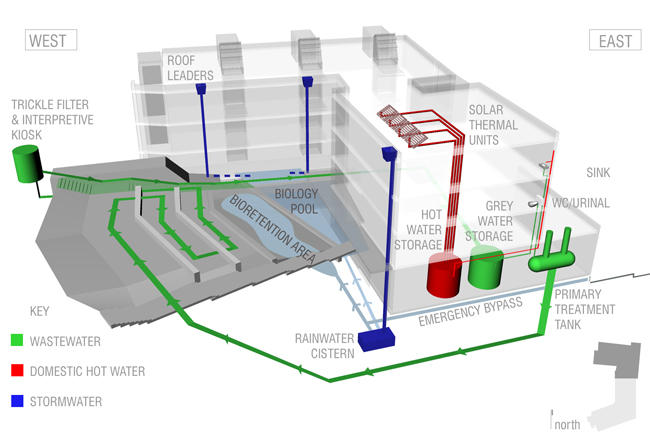 WEST
EAST
ROOF
LEADERS
TRICKLE FILTER
& INTERPRETIVE
KIOSK
SOLAR
THERMAL
UNITS
SINK
WC/URINAL
BIOLOGY
POOL
BIORETENTION AREA
HOT
WATER
STORAGE
GREY
WATER
STORAGE
EMERGENCY BYPASS
PRIMARY
TREATMENT
TANK
RAINWATER
CISTERN
KEY
WASTEWATER
DOMESTIC HOT WATER
STORMWATER
north